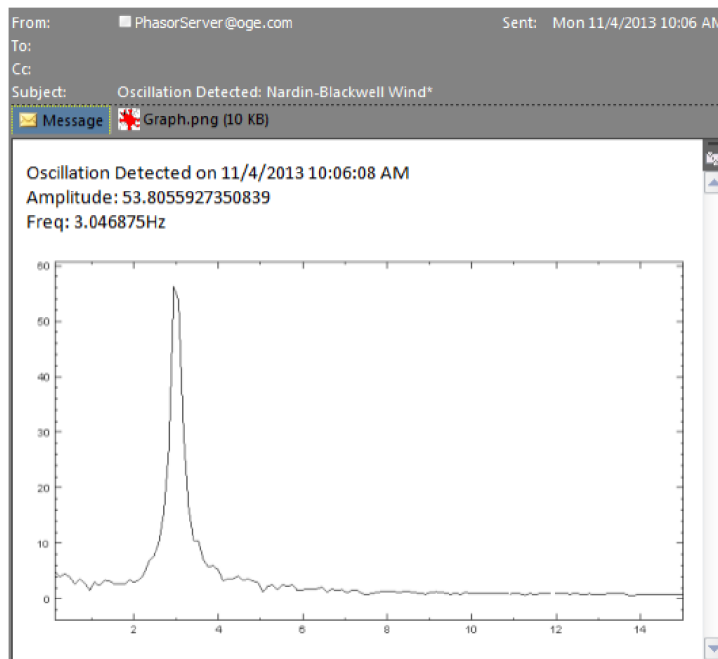 From: PhasorServer@oge.com Sent: Mon 11/4/2013 10:06 AM
To:
Cc:
Subject: Oscillation Detected: Nardin-Blackwell Wind*
Message Graph.png (10 KB)
Oscillation Detected on 11/4/2013 10:06:08 AM
Amplitude: 53.8055927350839
Freq: 3.046875Hz
60
50
40
30
20
10
0
2 4 6 8 10 12 14